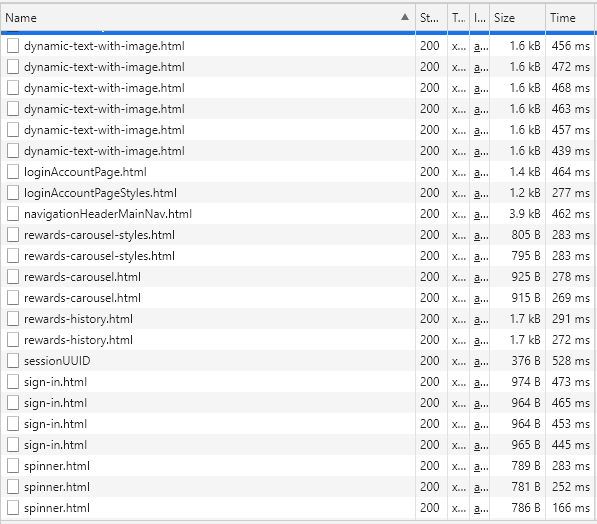 Name St... T... I... Size Time
dynamic-text-with-image.html 200 x... a... 1.6 kB 456 ms
dynamic-text-with-image.html 200 x... a... 1.6 kB 472 ms
dynamic-text-with-image.html 200 x... a... 1.6 kB 468 ms
dynamic-text-with-image.html 200 x... a... 1.6 kB 463 ms
dynamic-text-with-image.html 200 x... a... 1.6 kB 457 ms
dynamic-text-with-image.html 200 x... a... 1.6 kB 439 ms
loginAccountPage.html 200 x... a... 1.4 kB 464 ms
loginAccountPageStyles.html 200 x... a... 1.2 kB 277 ms
navigationHeaderMainNav.html 200 x... a... 3.9 kB 462 ms
rewards-carousel-styles.html 200 x... a... 805 B 283 ms
rewards-carousel-styles.html 200 x... a... 795 B 283 ms
rewards-carousel.html 200 x... a... 925 B 278 ms
rewards-carousel.html 200 x... a... 915 B 269 ms
rewards-history.html 200 x... a... 1.7 kB 291 ms
rewards-history.html 200 x... a... 1.7 kB 272 ms
sessionUUID 200 x... a... 376 B 528 ms
sign-in.html 200 x... a... 974 B 473 ms
sign-in.html 200 x... a... 964 B 465 ms
sign-in.html 200 x... a... 964 B 453 ms
sign-in.html 200 x... a... 965 B 445 ms
spinner.html 200 x... a... 789 B 283 ms
spinner.html 200 x... a... 781 B 252 ms
spinner.html 200 x... a... 786 B 166 ms